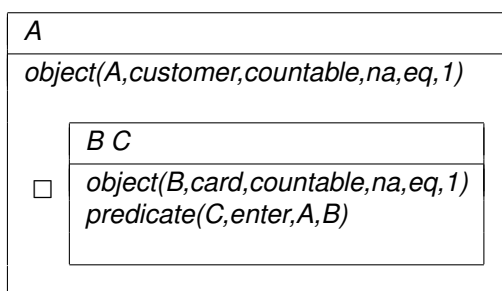 A
object(A,customer,countable,na,eq,1)
B C
□ object(B,card,countable,na,eq,1)
predicate(C,enter,A,B)